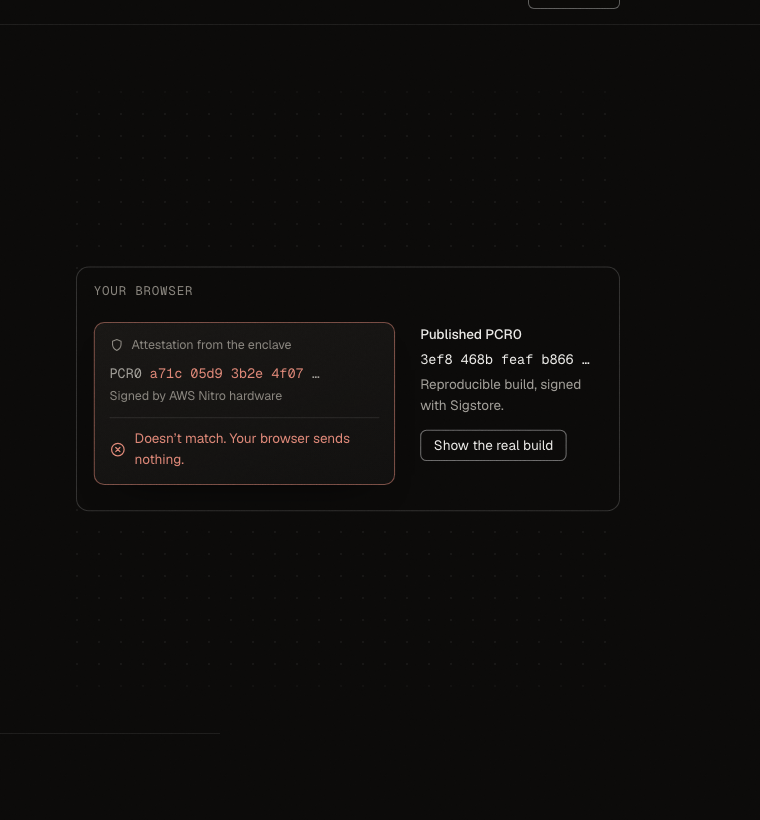 YOUR BROWSER
Attestation from the enclave
PCR0 a71c 05d9 3b2e 4f07 …
Signed by AWS Nitro hardware
Doesn't match. Your browser sends
nothing.
Published PCR0
3ef8 468b feaf b866 …
Reproducible build, signed
with Sigstore.
Show the real build